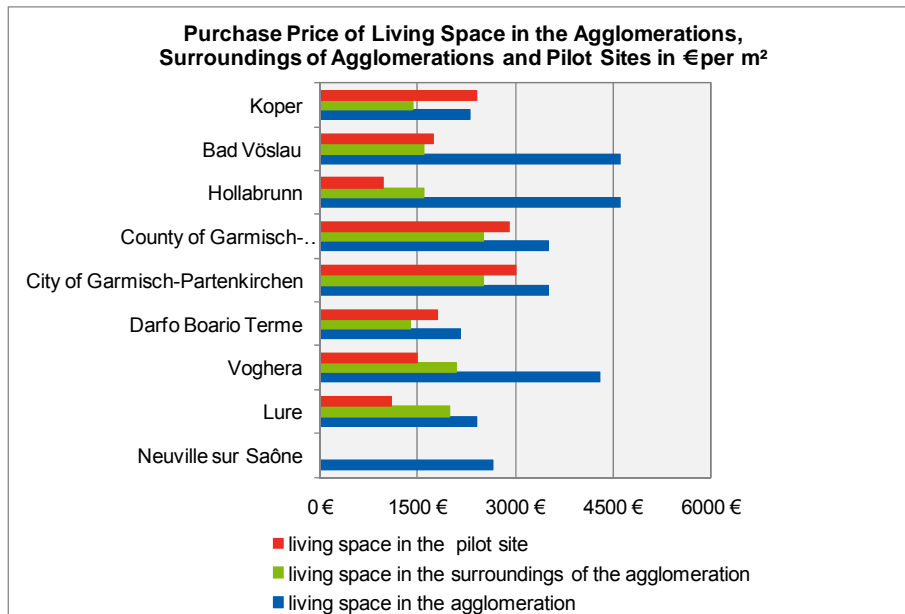 Purchase Price of Living Space in the Agglomerations,
Surroundings of Agglomerations and Pilot Sites in €per m²
Koper
Bad Vöslau
Hollabrunn
County of Garmisch-..
City of Garmisch-Partenkirchen
Darfo Boario Terme
Voghera
Lure
Neuville sur Saône
0 € 1500 € 3000 € 4500 € 6000 €
living space in the pilot site
living space in the surroundings of the agglomeration
living space in the agglomeration